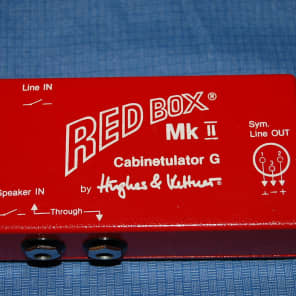 Line IN
RED BOX®
Mk II
Sym.
Line OUT
Cabinetulator G
by Hughes & Kettner®
Speaker IN
Through